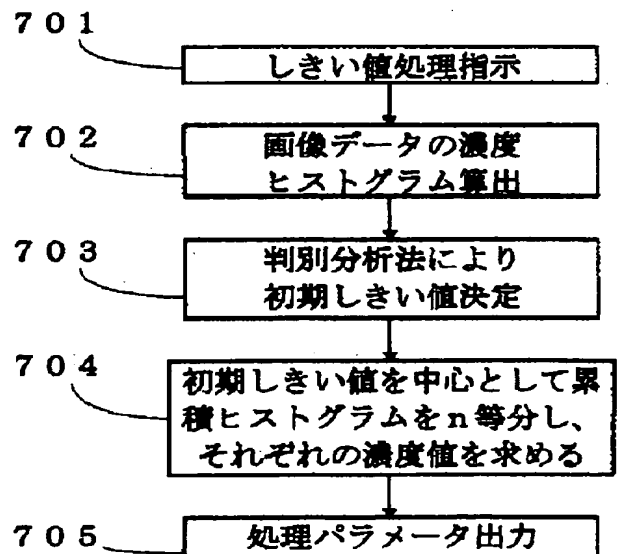 701
しきい値処理指示
702
画像データの濃度
ヒストグラム算出
703
判別分析法により
初期しきい値決定
704
初期しきい値を中心として累
積ヒストグラムをn等分し、
それぞれの濃度値を求める
705
処理パラメータ出力